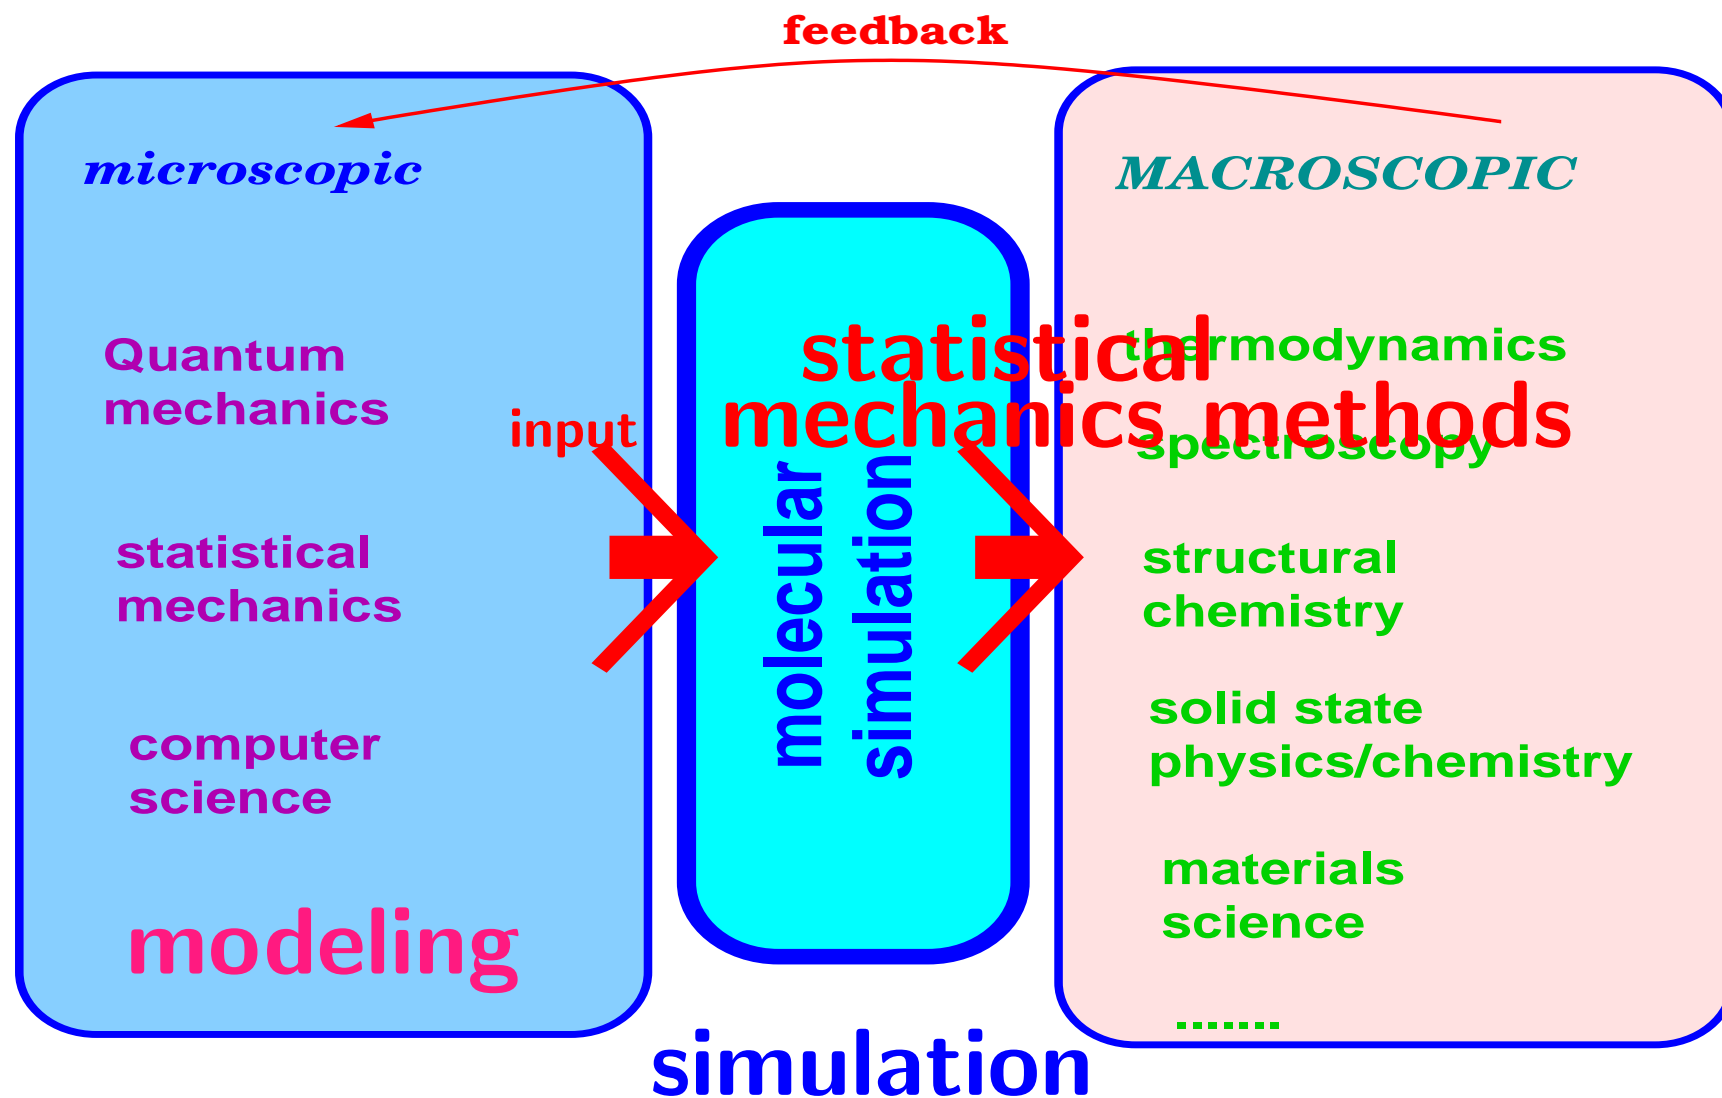 feedback
microscopic
Quantum
mechanics
statistical
mechanics
computer
science
modeling
input
molecular
simulation
statistical
mechanics methods
simulation
MACROSCOPIC
thermodynamics
spectroscopy
structural
chemistry
solid state
physics/chemistry
materials
science
.......